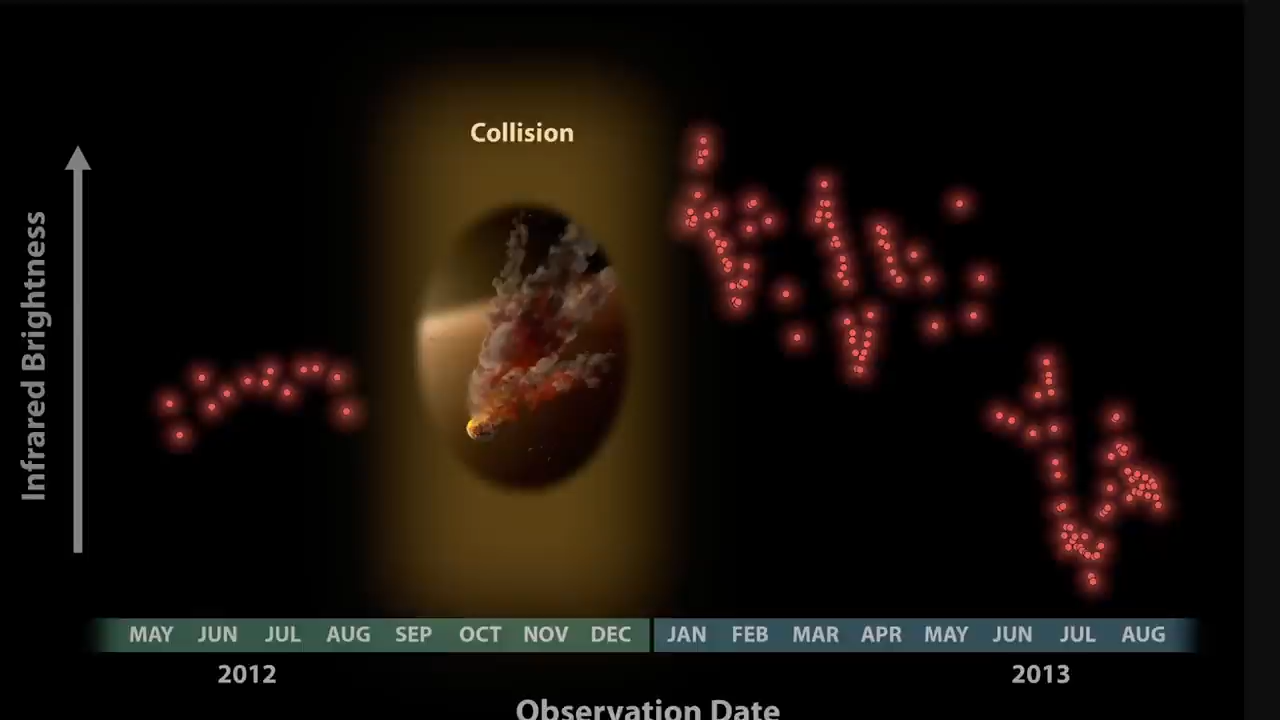 Collision
Infrared Brightness
MAY JUN JUL AUG SEP OCT NOV DEC JAN FEB MAR APR MAY JUN JUL AUG
2012 2013
Observation Date